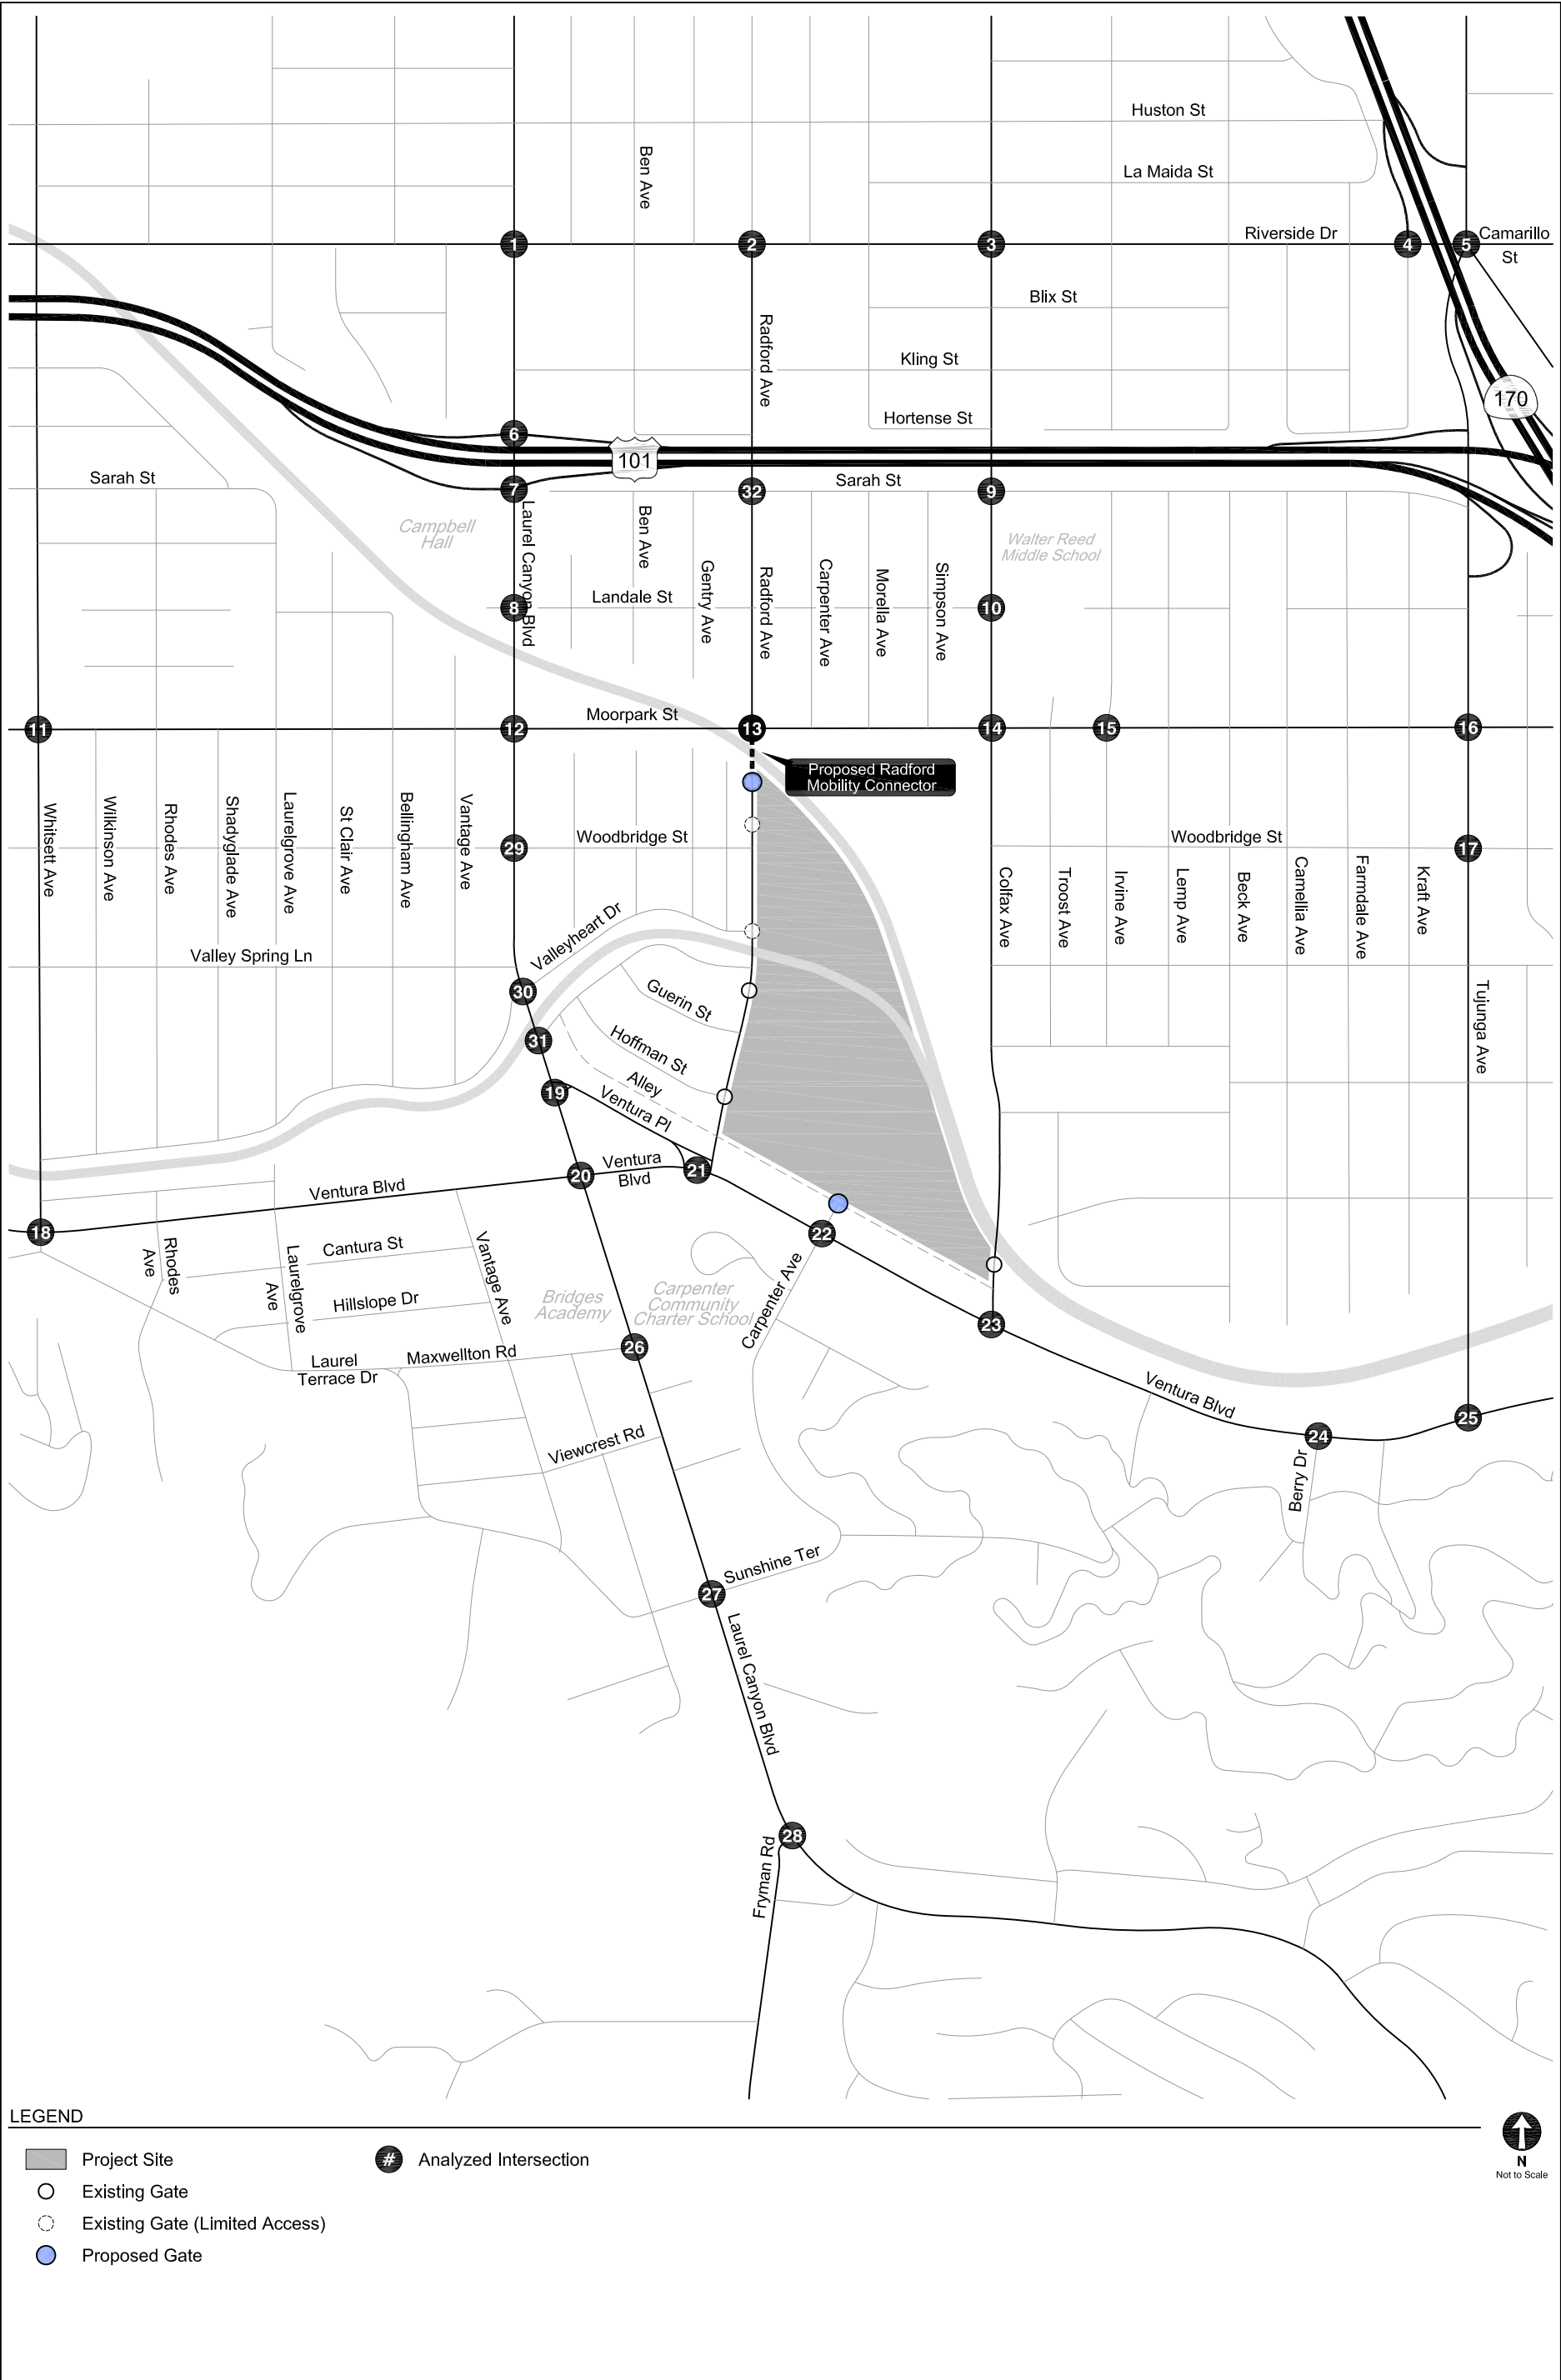 Huston St
Ben Ave
La Maida St
1
2
3
Riverside Dr
4
5
Camarillo
St
Blix St
Radford Ave
Kling St
170
Hortense St
6
101
Sarah St
7
32
Sarah St
9
Campbell
Hall
Laurel Canyon Blvd
Ben Ave
Walter Reed
Middle School
Gentry Ave
Radford Ave
Carpenter Ave
Morella Ave
Simpson Ave
8
Landale St
10
11
12
Moorpark St
13
14
15
16
Proposed Radford
Mobility Connector
Whitsett Ave
Wilkinson Ave
Rhodes Ave
Shadyglade Ave
Laurelgrove Ave
St Clair Ave
Bellingham Ave
Vantage Ave
29
Woodbridge St
Woodbridge St
17
Colfax Ave
Troost Ave
Irvine Ave
Lemp Ave
Beck Ave
Camellia Ave
Farmdale Ave
Kraft Ave
Valley Spring Ln
Valleyheart Dr
30
Guerin St
Tujunga Ave
31
Hoffman St
19
Alley
Ventura Pl
20
Ventura
Blvd
21
Ventura Blvd
18
22
Rhodes
Ave
Cantura St
Laurelgrove
Ave
Vantage Ave
Hillslope Dr
Bridges
Academy
Carpenter
Community
Charter School
Carpenter Ave
23
26
Laurel
Terrace Dr
Maxwellton Rd
Ventura Blvd
24
25
Viewcrest Rd
Berry Dr
27
Sunshine Ter
Laurel Canyon Blvd
28
Fryman Rd
LEGEND
Project Site
# Analyzed Intersection
Existing Gate
Existing Gate (Limited Access)
Proposed Gate
N
Not to Scale